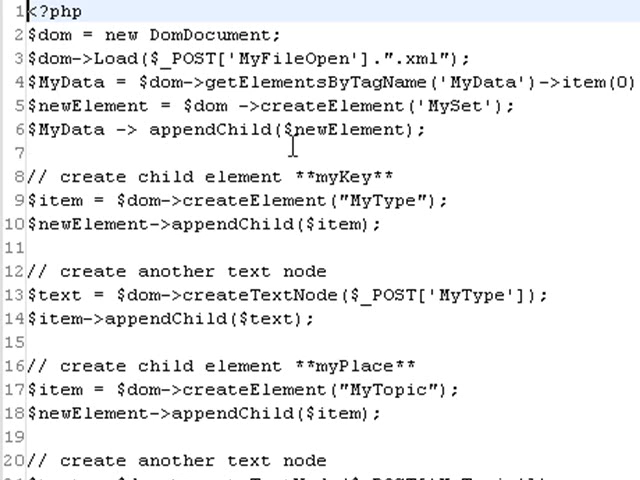 1 <?php
2 $dom = new DomDocument;
3 $dom->Load($_POST['MyFileOpen'].".xml");
4 $MyData = $dom->getElementsByTagName('MyData')->item(0)
5 $newElement = $dom ->createElement('MySet');
6 $MyData -> appendChild($newElement);
7
8 // create child element **myKey**
9 $item = $dom->createElement("MyType");
10 $newElement->appendChild($item);
11
12 // create another text node
13 $text = $dom->createTextNode($_POST['MyType']);
14 $item->appendChild($text);
15
16 // create child element **myPlace**
17 $item = $dom->createElement("MyTopic");
18 $newElement->appendChild($item);
19
20 // create another text node